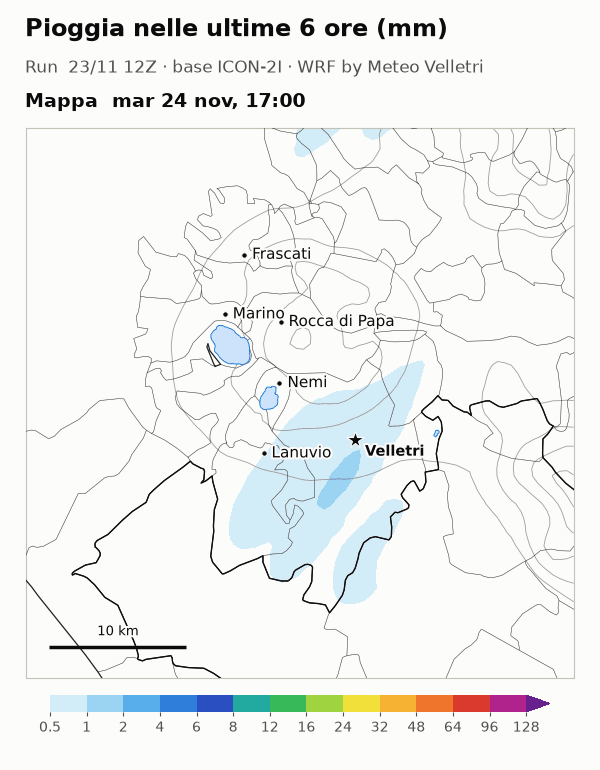 Pioggia nelle ultime 6 ore (mm)
Run  23/11 12Z · base ICON-2I · WRF by Meteo Velletri
Mappa  mar 24 nov, 17:00
Frascati
Marino
Rocca di Papa
Nemi
Velletri
Lanuvio
10 km
0.5 1 2 4 6 8 12 16 24 32 48 64 96 128